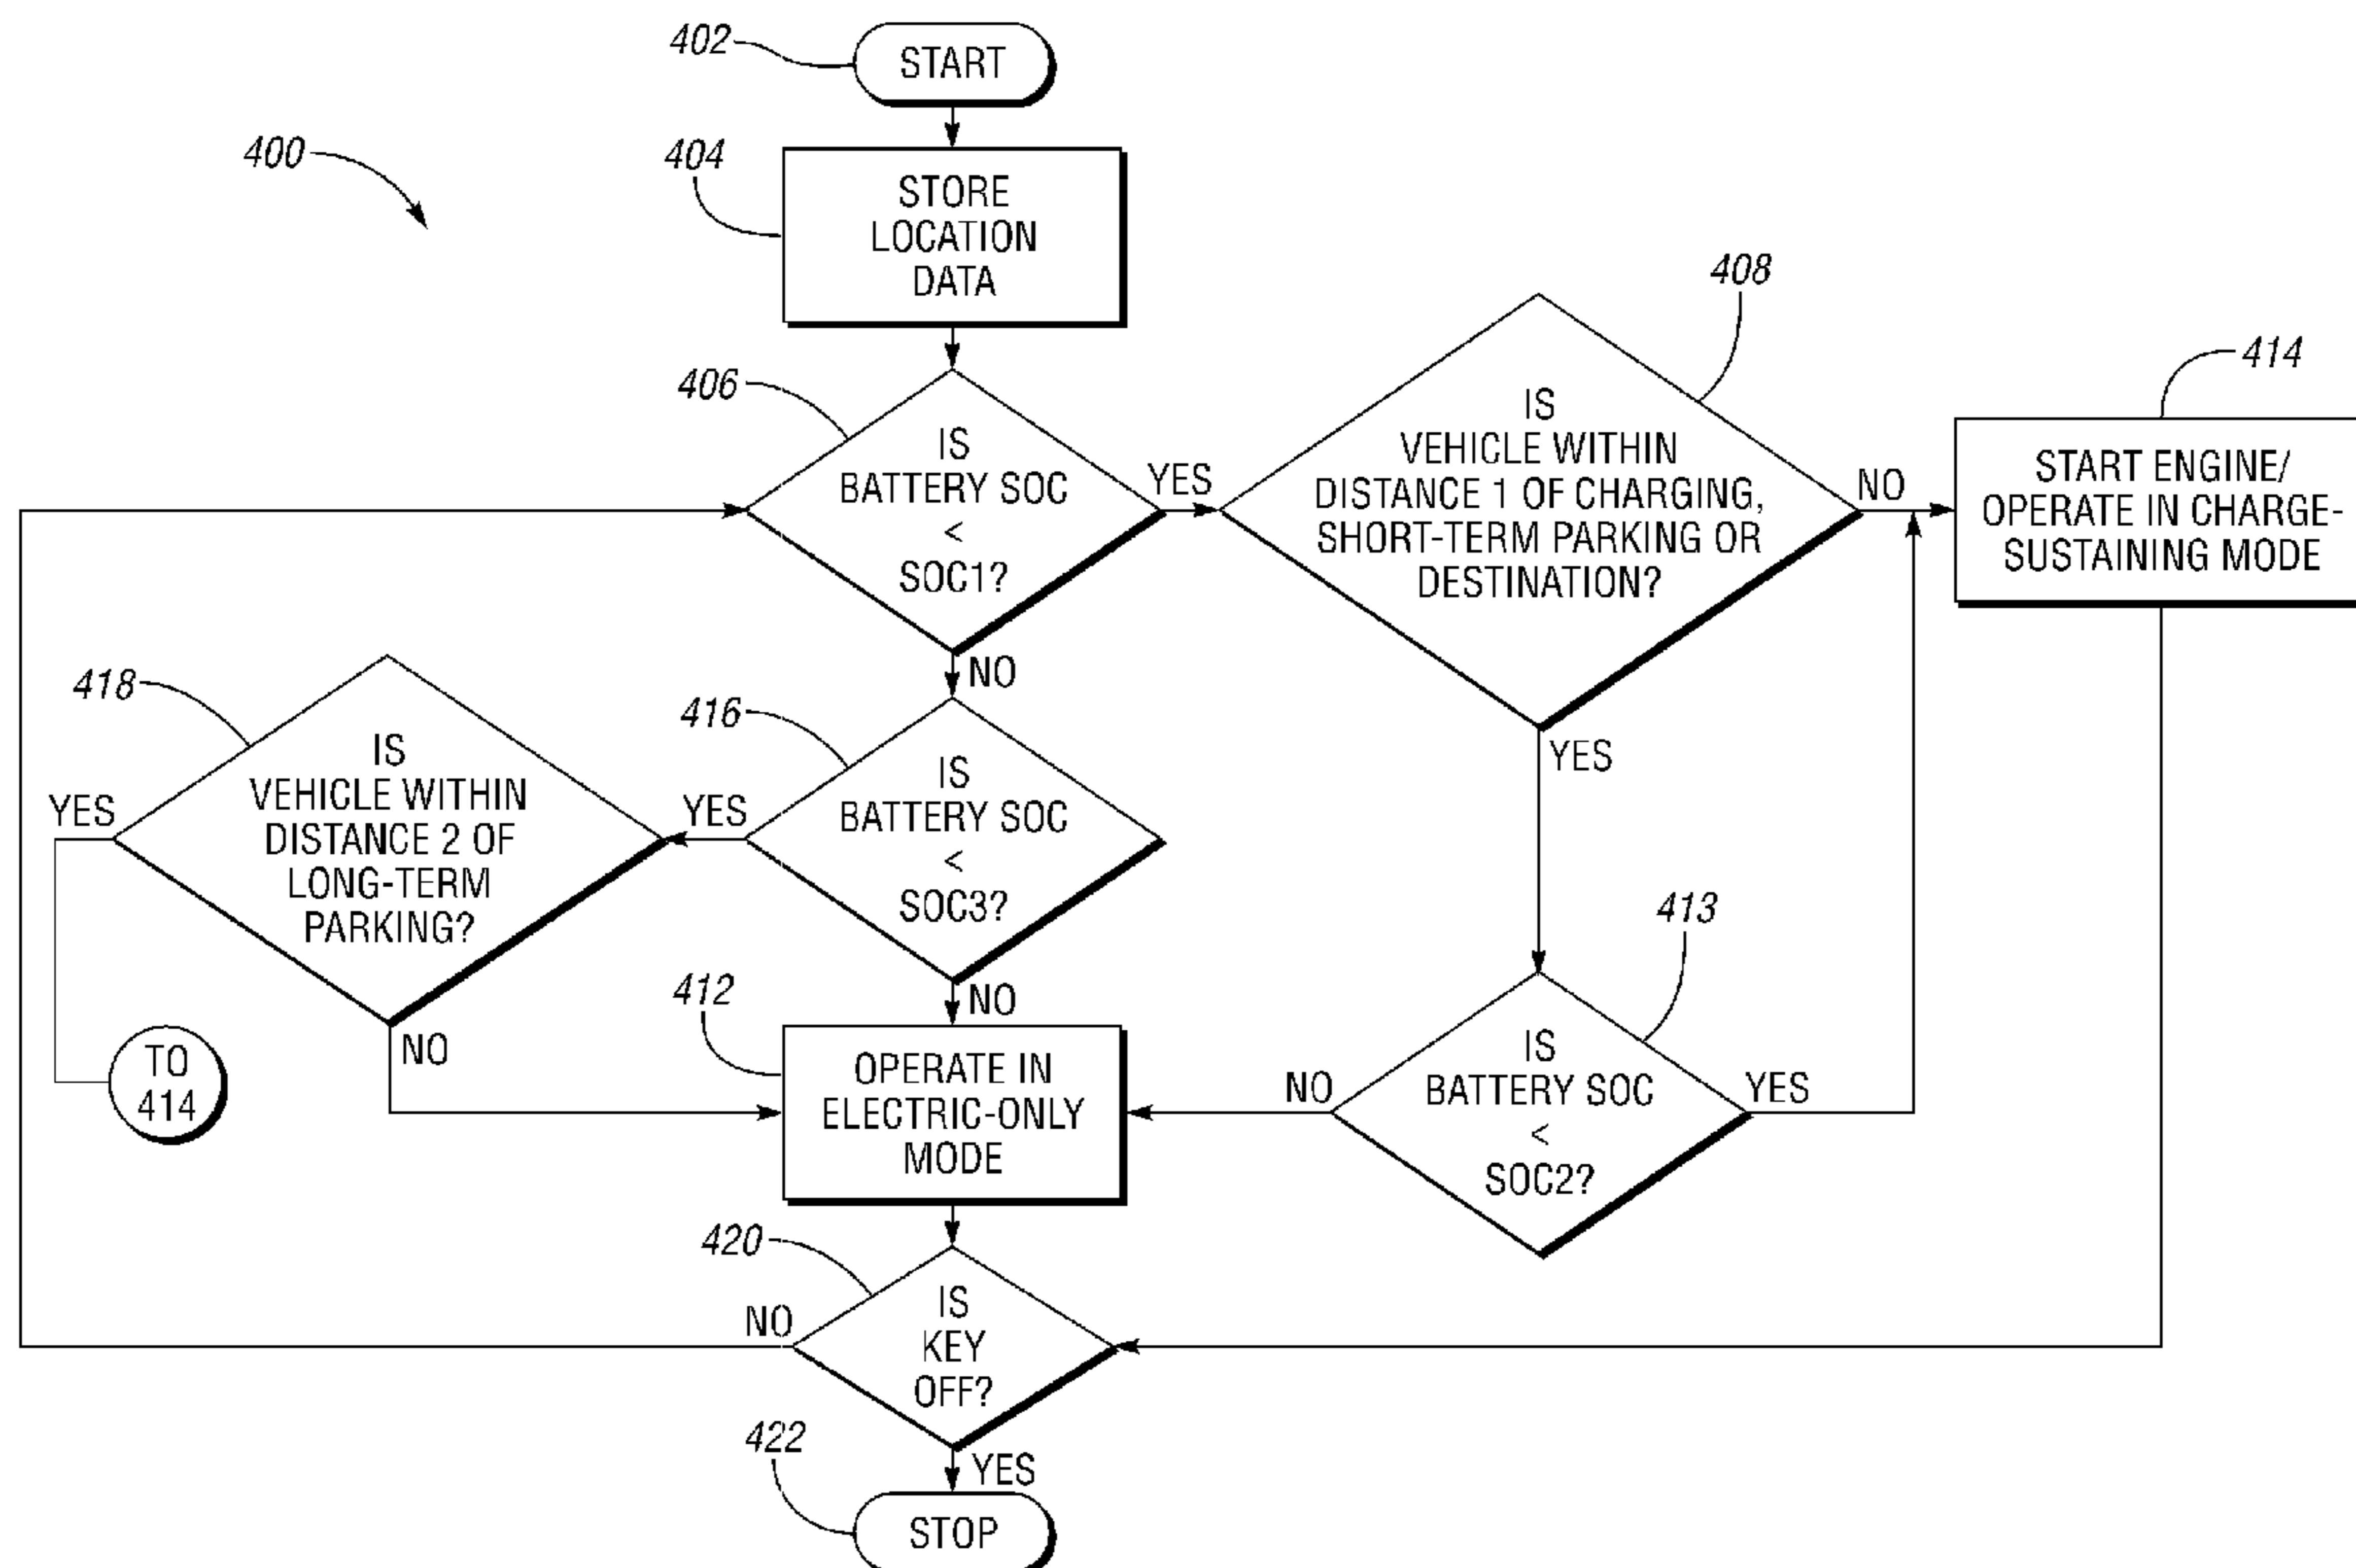 402
START
400
404
STORE
LOCATION
DATA
406
IS
BATTERY SOC
<
SOC1?
YES
NO
408
IS
VEHICLE WITHIN
DISTANCE 1 OF CHARGING,
SHORT-TERM PARKING OR
DESTINATION?
NO
YES
414
START ENGINE/
OPERATE IN CHARGE-
SUSTAINING MODE
418
IS
VEHICLE WITHIN
DISTANCE 2 OF
LONG-TERM
PARKING?
YES
NO
TO
414
416
IS
BATTERY SOC
<
SOC3?
YES
NO
412
OPERATE IN
ELECTRIC-ONLY
MODE
413
IS
BATTERY SOC
<
SOC2?
NO
YES
420
IS
KEY
OFF?
NO
YES
422
STOP